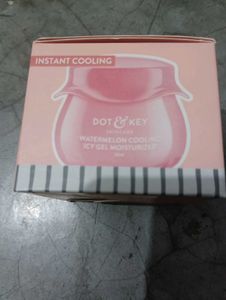 INSTANT COOLING
DOT & KEY
SKINCARE
WATERMELON COOLING
ICY GEL MOISTURIZER